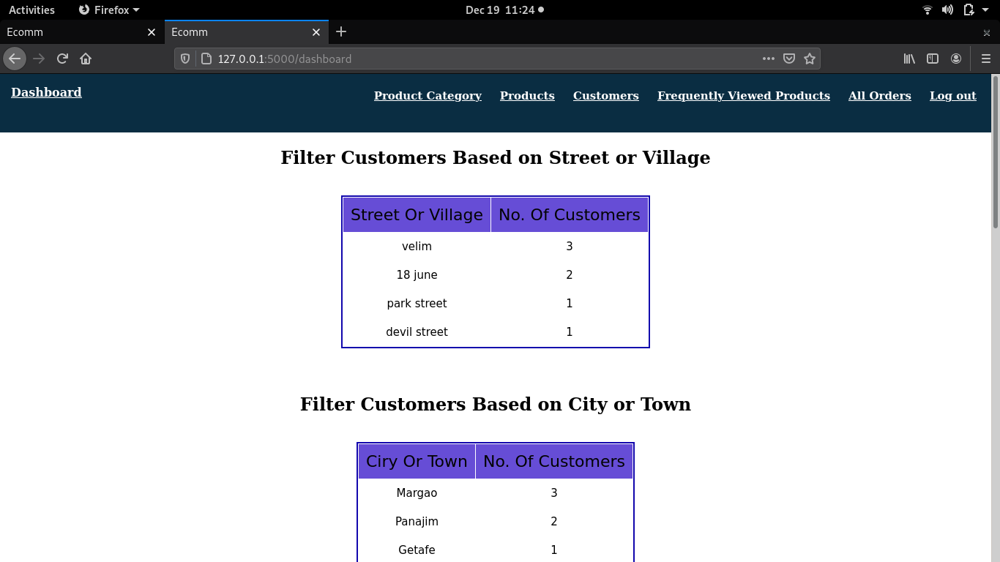 Activities Firefox Dec 19 11:24
Ecomm Ecomm
127.0.0.1:5000/dashboard
Dashboard Product Category Products Customers Frequently Viewed Products All Orders Log out
Filter Customers Based on Street or Village
Street Or Village No. Of Customers
velim 3
18 june 2
park street 1
devil street 1
Filter Customers Based on City or Town
Ciry Or Town No. Of Customers
Margao 3
Panajim 2
Getafe 1